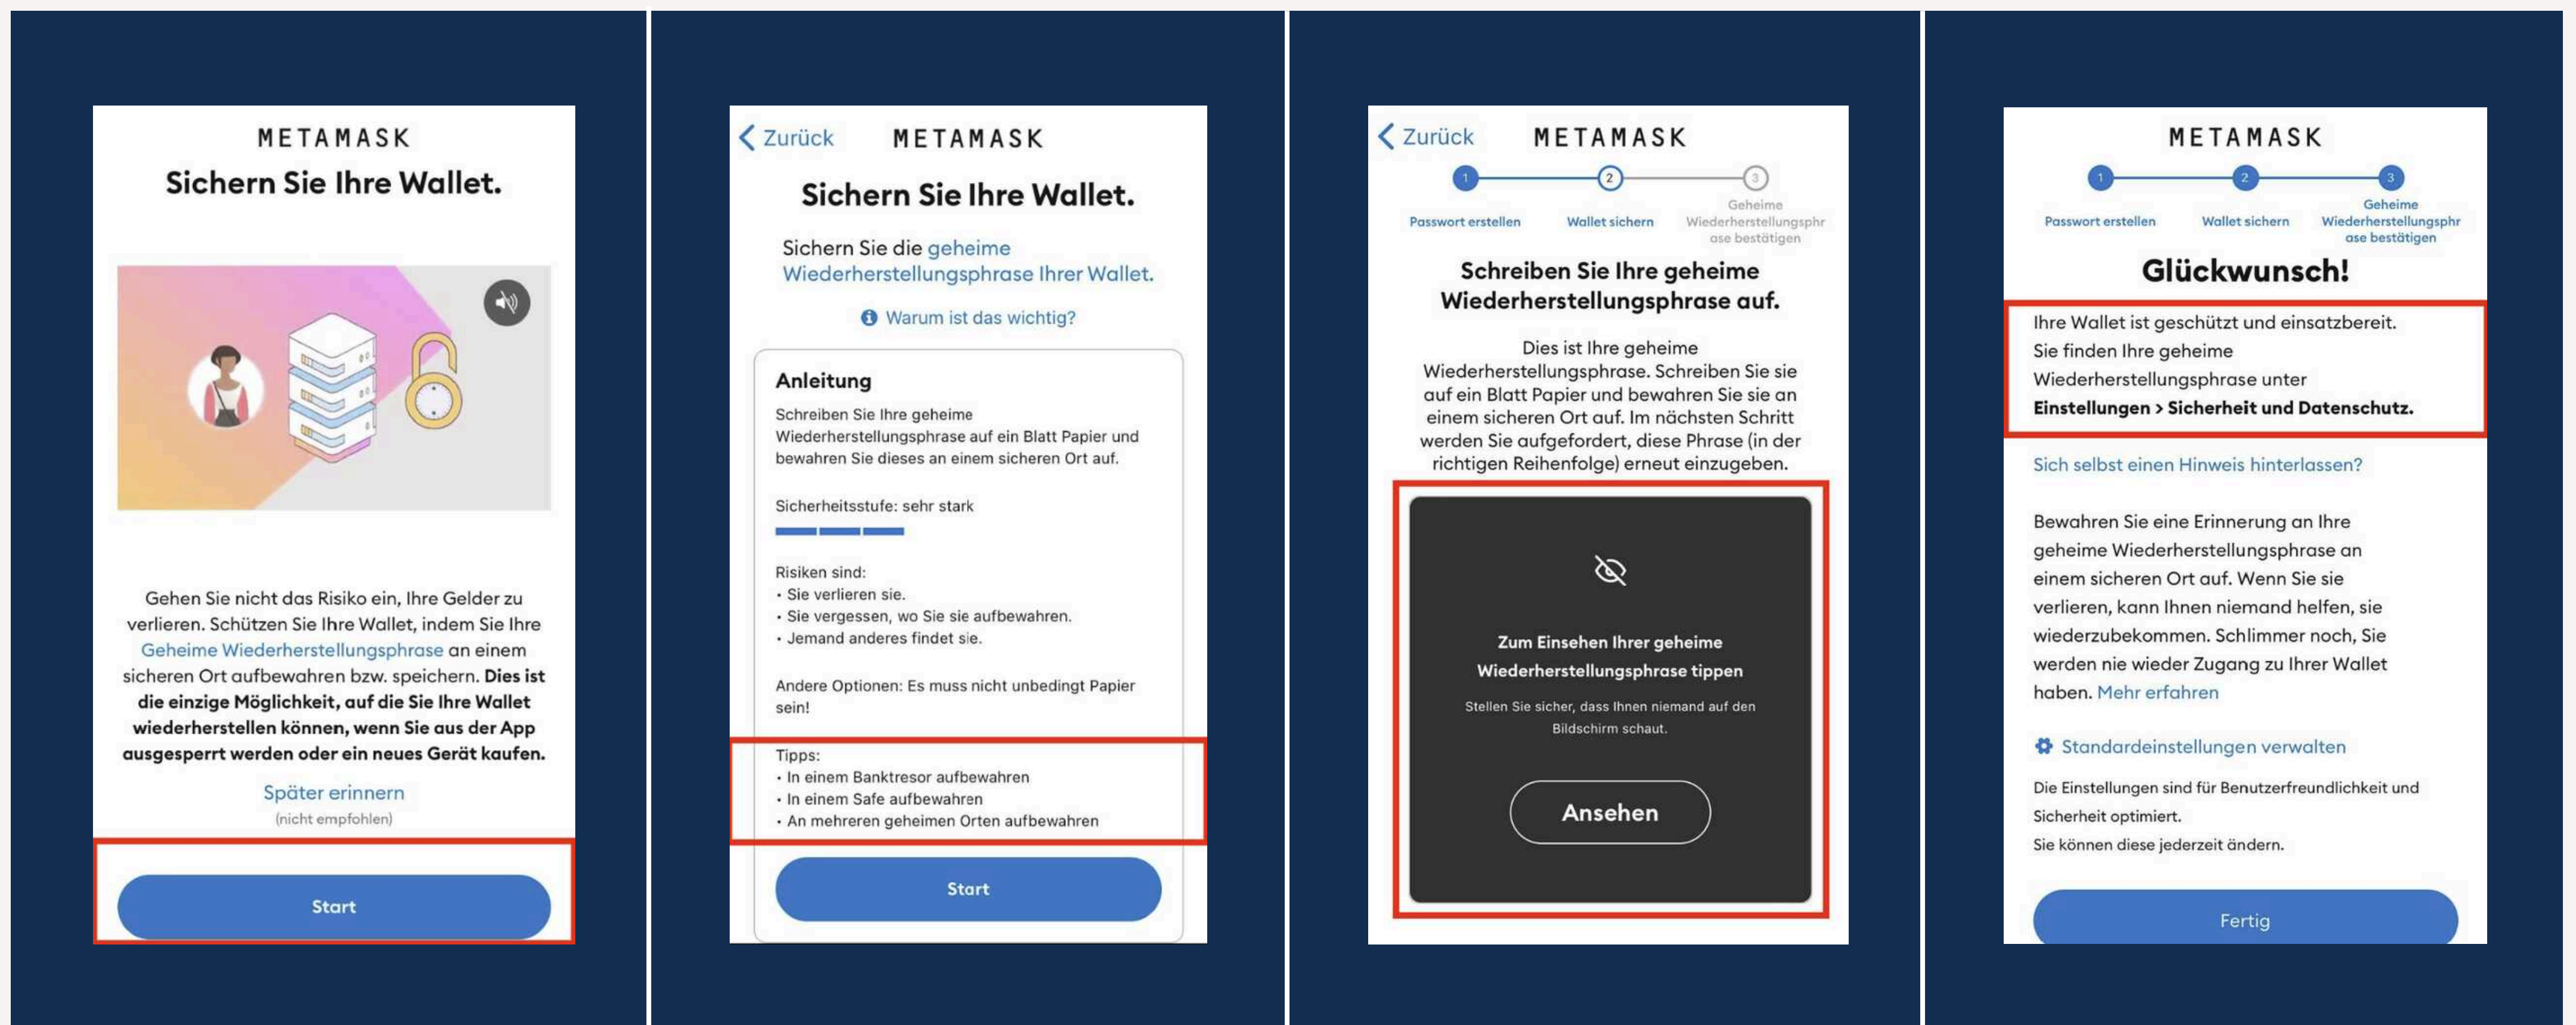 METAMASK
Sichern Sie Ihre Wallet.
Gehen Sie nicht das Risiko ein, Ihre Gelder zu
verlieren. Schützen Sie Ihre Wallet, indem Sie Ihre
Geheime Wiederherstellungsphrase an einem
sicheren Ort aufbewahren bzw. speichern. Dies ist
die einzige Möglichkeit, auf die Sie Ihre Wallet
wiederherstellen können, wenn Sie aus der App
ausgesperrt werden oder ein neues Gerät kaufen.
Später erinnern
(nicht empfohlen)
Start
Zurück
METAMASK
Sichern Sie Ihre Wallet.
Sichern Sie die geheime
Wiederherstellungsphrase Ihrer Wallet.
Warum ist das wichtig?
Anleitung
Schreiben Sie Ihre geheime
Wiederherstellungsphrase auf ein Blatt Papier und
bewahren Sie dieses an einem sicheren Ort auf.
Sicherheitsstufe: sehr stark
Risiken sind:
• Sie verlieren sie.
• Sie vergessen, wo Sie sie aufbewahren.
• Jemand anderes findet sie.
Andere Optionen: Es muss nicht unbedingt Papier
sein!
Tipps:
• In einem Banktresor aufbewahren
• In einem Safe aufbewahren
• An mehreren geheimen Orten aufbewahren
Start
Zurück
METAMASK
1
2
3
Passwort erstellen
Wallet sichern
Geheime
Wiederherstellungsphr
ase bestätigen
Schreiben Sie Ihre geheime
Wiederherstellungsphrase auf.
Dies ist Ihre geheime
Wiederherstellungsphrase. Schreiben Sie sie
auf ein Blatt Papier und bewahren Sie sie an
einem sicheren Ort auf. Im nächsten Schritt
werden Sie aufgefordert, diese Phrase (in der
richtigen Reihenfolge) erneut einzugeben.
Zum Einsehen Ihrer geheime
Wiederherstellungsphrase tippen
Stellen Sie sicher, dass Ihnen niemand auf den
Bildschirm schaut.
Ansehen
METAMASK
1
2
3
Passwort erstellen
Wallet sichern
Geheime
Wiederherstellungsphr
ase bestätigen
Glückwunsch!
Ihre Wallet ist geschützt und einsatzbereit.
Sie finden Ihre geheime
Wiederherstellungsphrase unter
Einstellungen > Sicherheit und Datenschutz.
Sich selbst einen Hinweis hinterlassen?
Bewahren Sie eine Erinnerung an Ihre
geheime Wiederherstellungsphrase an
einem sicheren Ort auf. Wenn Sie sie
verlieren, kann Ihnen niemand helfen, sie
wiederzubekommen. Schlimmer noch, Sie
werden nie wieder Zugang zu Ihrer Wallet
haben. Mehr erfahren
Standardeinstellungen verwalten
Die Einstellungen sind für Benutzerfreundlichkeit und
Sicherheit optimiert.
Sie können diese jederzeit ändern.
Fertig